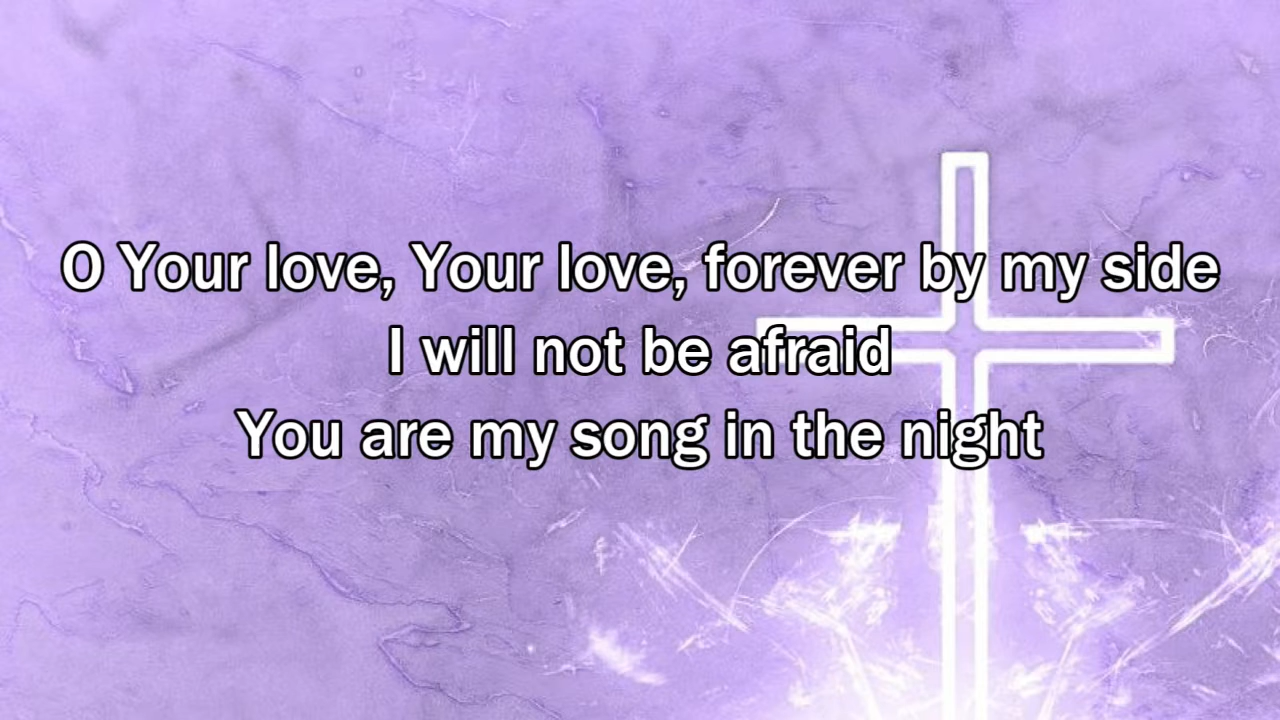 O Your love, Your love, forever by my side
I will not be afraid
You are my song in the night